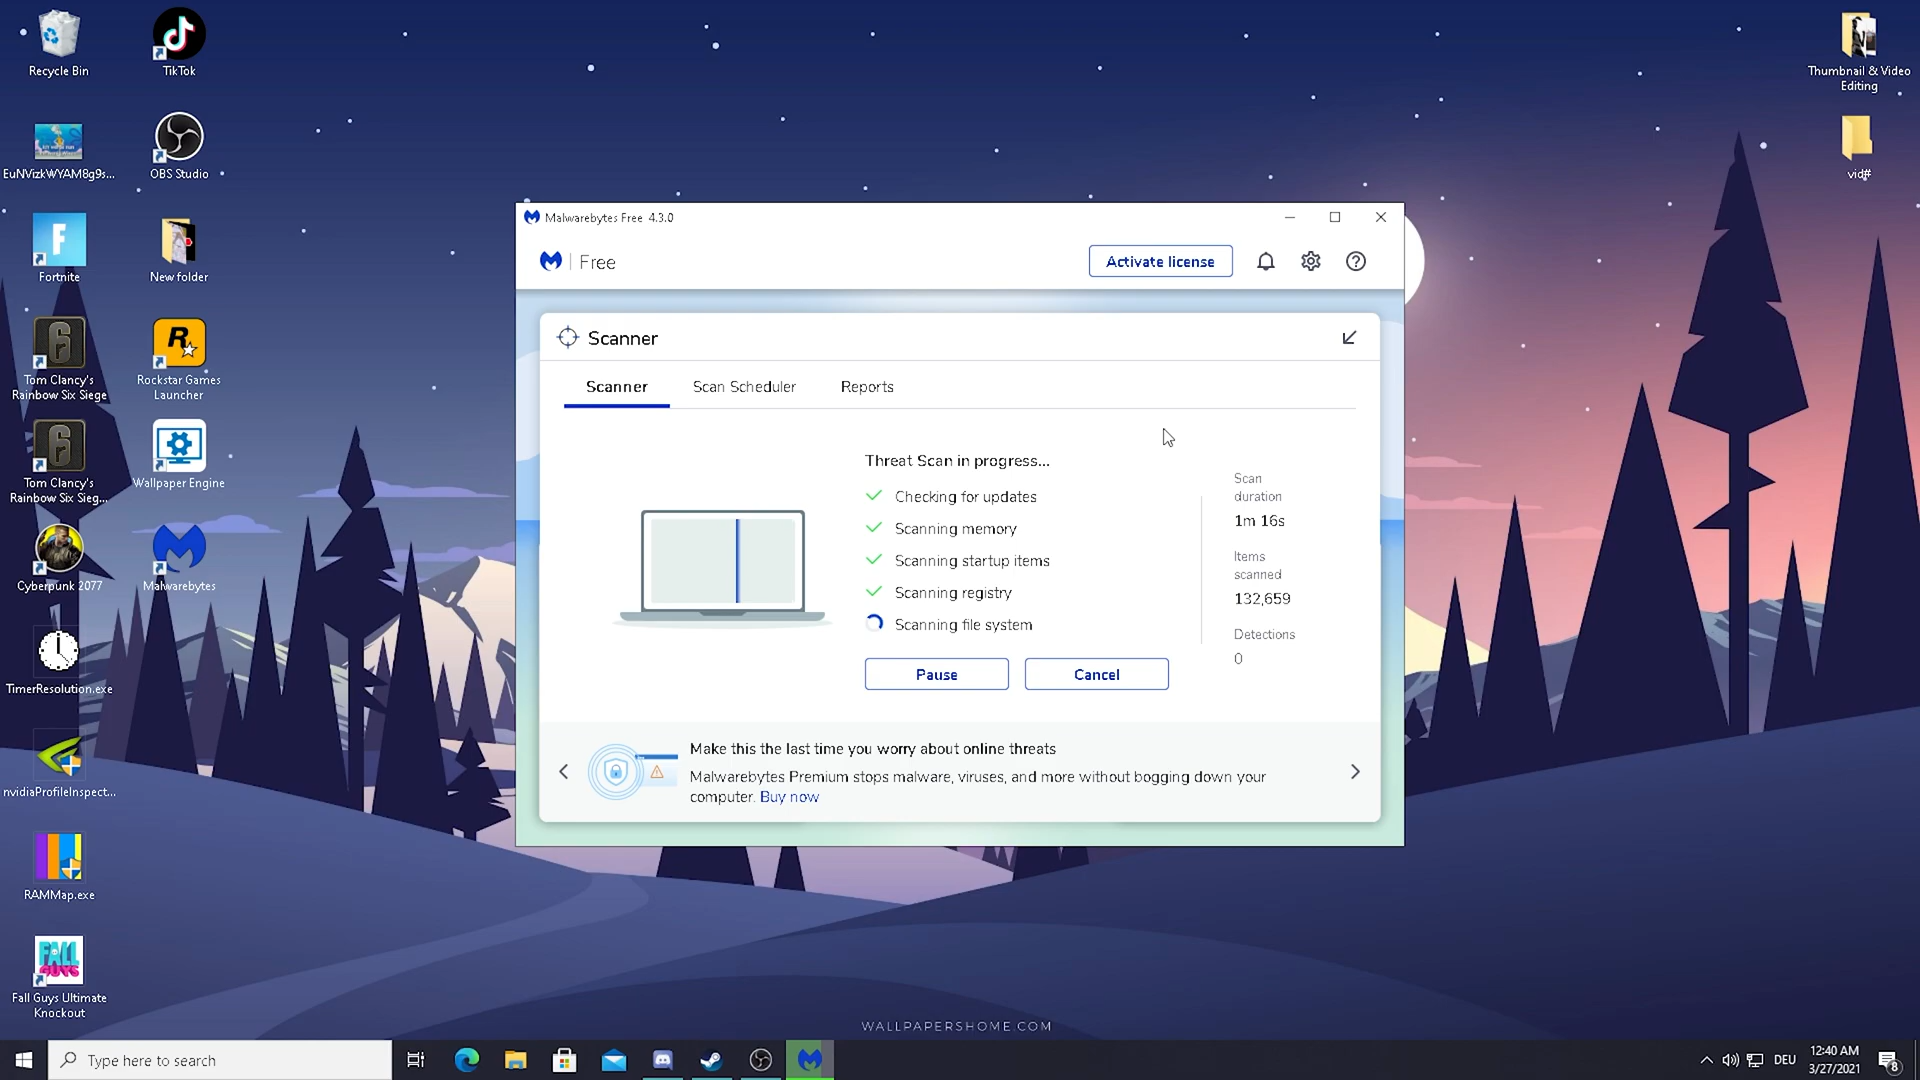 Recycle Bin
TikTok
Thumbnail & Video
Editing
EuNVizkWYAM8g9s...
OBS Studio
vid#
Fortnite
New folder
Tom Clancy's
Rainbow Six Siege
Rockstar Games
Launcher
Tom Clancy's
Rainbow Six Sieg...
Wallpaper Engine
Cyberpunk 2077
Malwarebytes
TimerResolution.exe
nvidiaProfileInspect...
RAMMap.exe
FALL
GUYS
Fall Guys Ultimate
Knockout
Malwarebytes Free 4.3.0
Free
Activate license
Scanner
Scanner
Scan Scheduler
Reports
Threat Scan in progress...
Checking for updates
Scanning memory
Scanning startup items
Scanning registry
Scanning file system
Pause
Cancel
Scan
duration
1m 16s
Items
scanned
132,659
Detections
0
Make this the last time you worry about online threats
Malwarebytes Premium stops malware, viruses, and more without bogging down your
computer. Buy now
WALLPAPERSHOME.COM
Type here to search
DEU
12:40 AM
3/27/2021
8